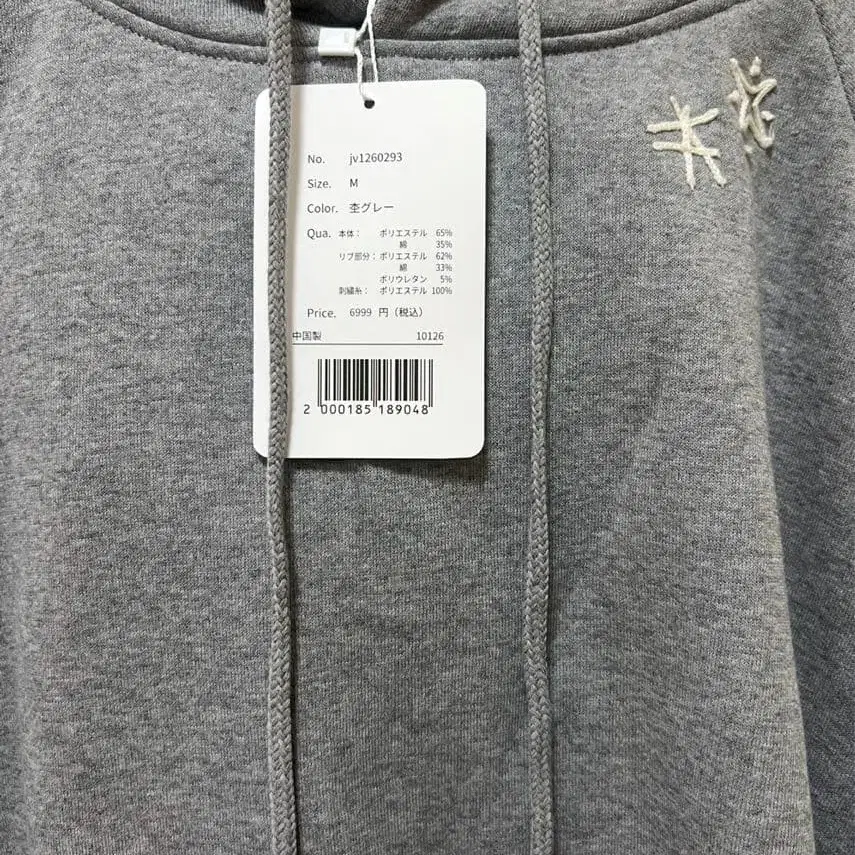 No. jv1260293
Size. M
Color. 杢グレー
Qua. 本体： ポリエステル 65%
綿 35%
リブ部分： ポリエステル 62%
綿 33%
ポリウレタン 5%
刺繍糸： ポリエステル 100%
Price. 6999 円（税込）
中国製 10126
2 000185 189048